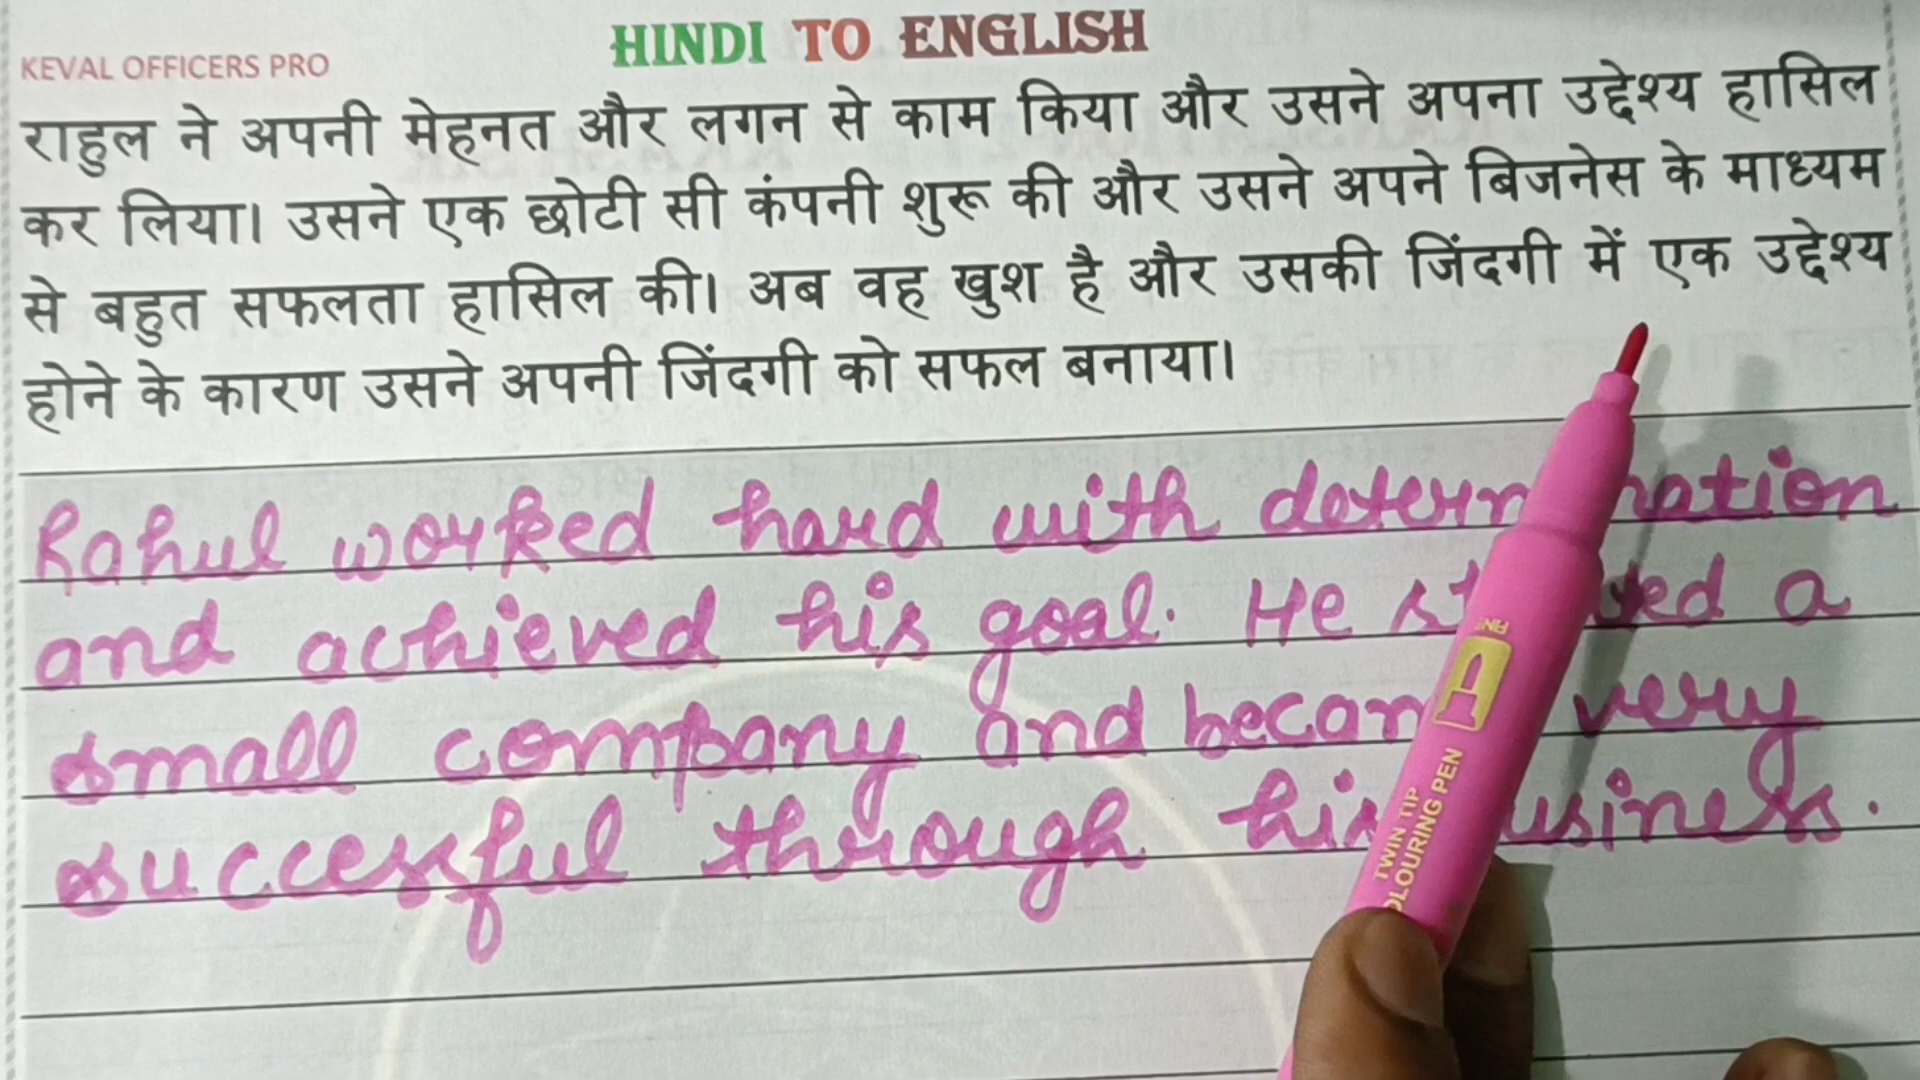 HINDI TO ENGLISH
KEVAL OFFICERS PRO
राहुल ने अपनी मेहनत और लगन से काम किया और उसने अपना उद्देश्य हासिल
कर लिया। उसने एक छोटी सी कंपनी शुरू की और उसने अपने बिजनेस के माध्यम
से बहुत सफलता हासिल की। अब वह खुश है और उसकी जिंदगी में एक उद्देश्य
होने के कारण उसने अपनी जिंदगी को सफल बनाया।
Rahul worked hard with
and achieved his goal. He a
small company and very
successful through his
FINE
TWIN TIP
PEN